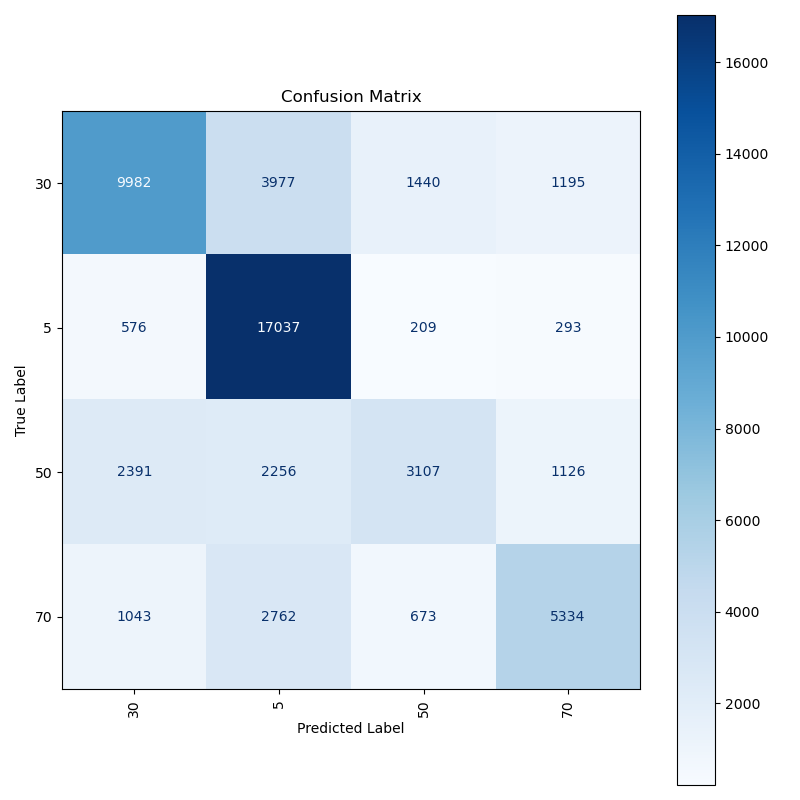 Confusion Matrix
30 9982 3977 1440 1195
5 576 17037 209 293
50 2391 2256 3107 1126
70 1043 2762 673 5334
30 5 50 70
True Label
Predicted Label
16000
14000
12000
10000
8000
6000
4000
2000